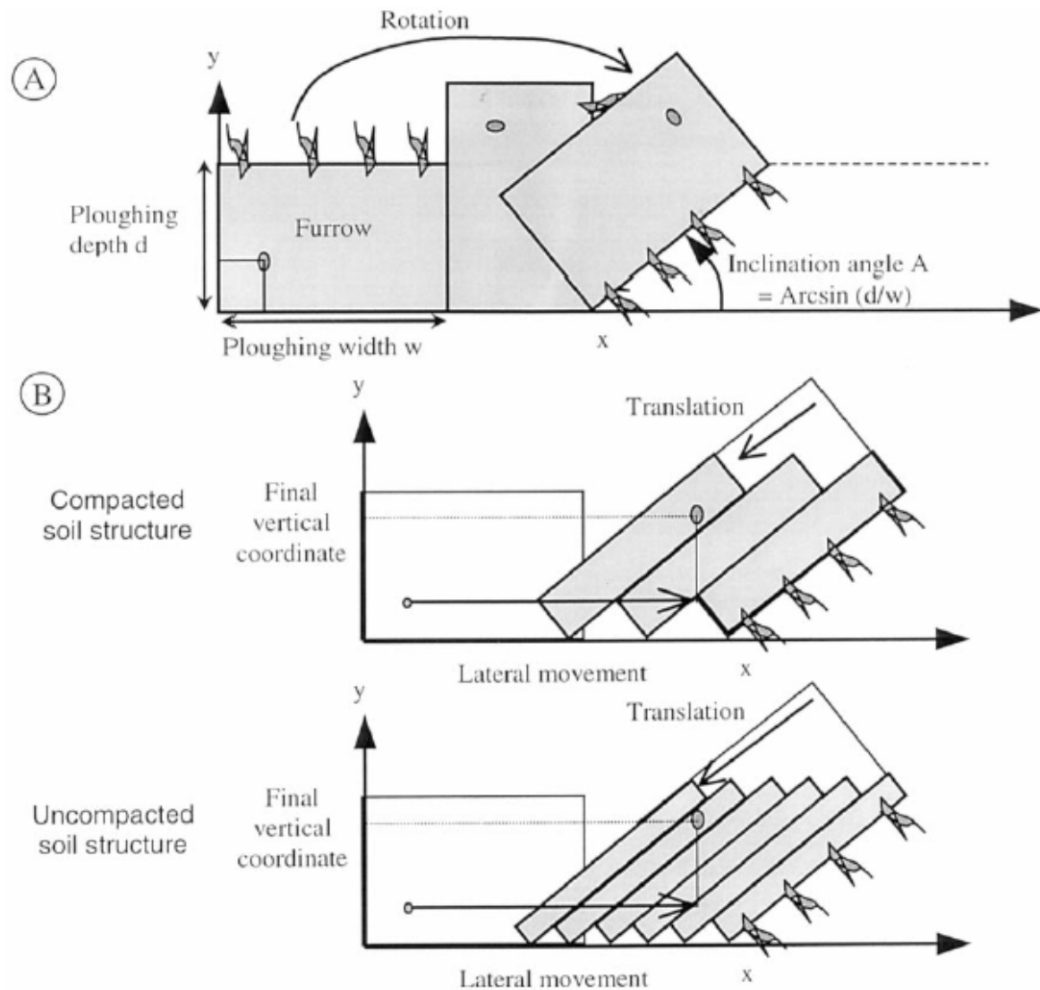 Rotation
A
y
Ploughing
depth d
Furrow
Inclination angle A
= Arcsin (d/w)
Ploughing width w
x
B
y
Translation
Compacted
soil structure
Final
vertical
coordinate
Lateral movement
x
y
Translation
Uncompacted
soil structure
Final
vertical
coordinate
Lateral movement
x